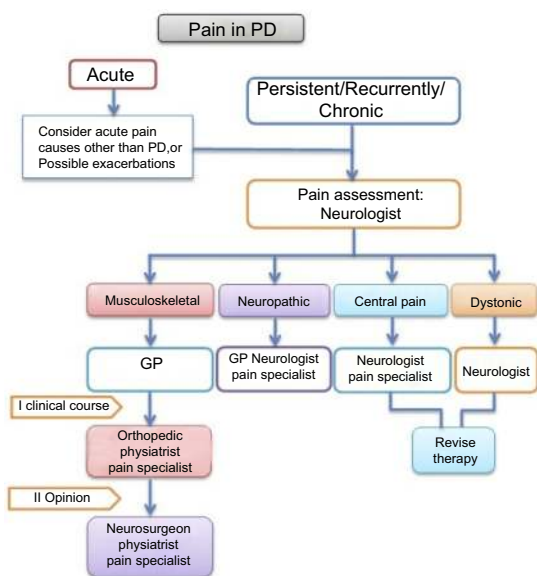 Pain in PD
Acute
Persistent/Recurrently/
Chronic
Consider acute pain
causes other than PD,or
Possible exacerbations
Pain assessment:
Neurologist
Musculoskeletal
Neuropathic
Central pain
Dystonic
GP
GP Neurologist
pain specialist
Neurologist
pain specialist
Neurologist
I clinical course
Orthopedic
physiatrist
pain specialist
Revise
therapy
II Opinion
Neurosurgeon
physiatrist
pain specialist